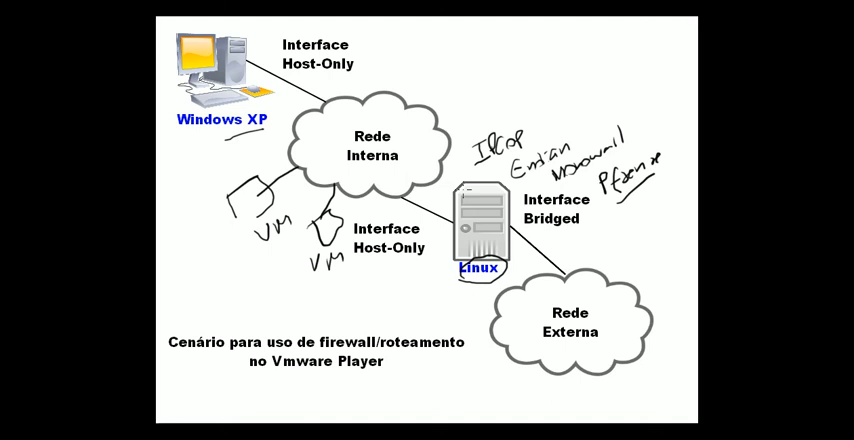 Interface
Host-Only
Windows XP
Rede
Interna
IPCOP
Endian
Monowall
Pfsense
Interface
Bridged
VM
VM
Interface
Host-Only
Linux
Rede
Externa
Cenário para uso de firewall/roteamento
no Vmware Player